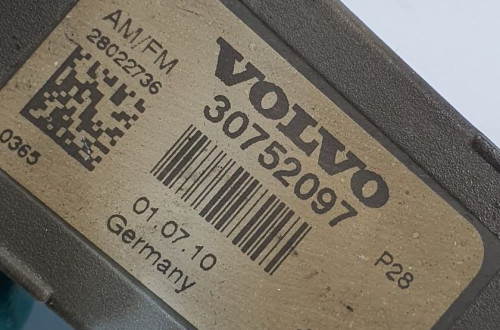 AM/FM
28022736
0365
VOLVO
30752097
P28
01.07.10
Germany